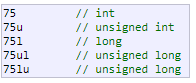 75 // int
75u // unsigned int
75l // long
75ul // unsigned long
75lu // unsigned long